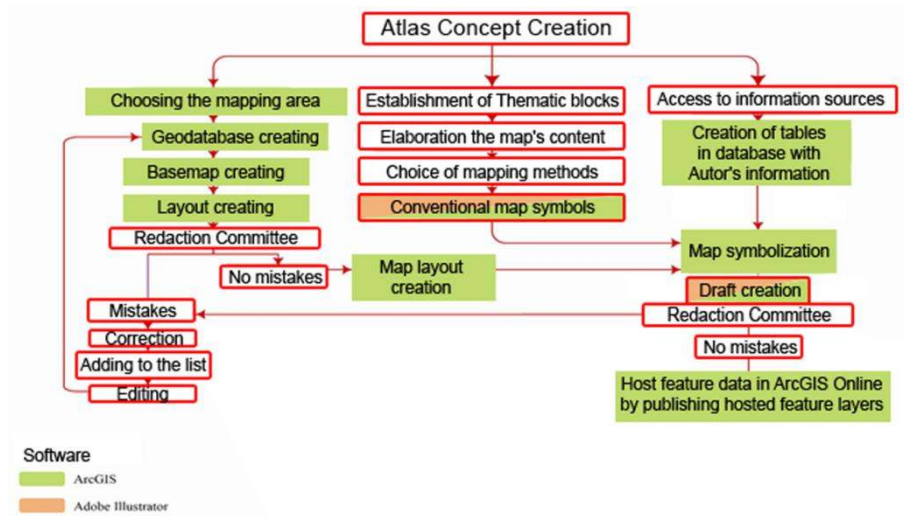 Atlas Concept Creation
Choosing the mapping area
Geodatabase creating
Basemap creating
Layout creating
Redaction Committee
No mistakes
Mistakes
Correction
Adding to the list
Editing
Establishment of Thematic blocks
Elaboration the map's content
Choice of mapping methods
Conventional map symbols
Map layout
creation
Access to information sources
Creation of tables
in database with
Autor's information
Map symbolization
Draft creation
Redaction Committee
No mistakes
Host feature data in ArcGIS Online
by publishing hosted feature layers
Software
ArcGIS
Adobe Illustrator